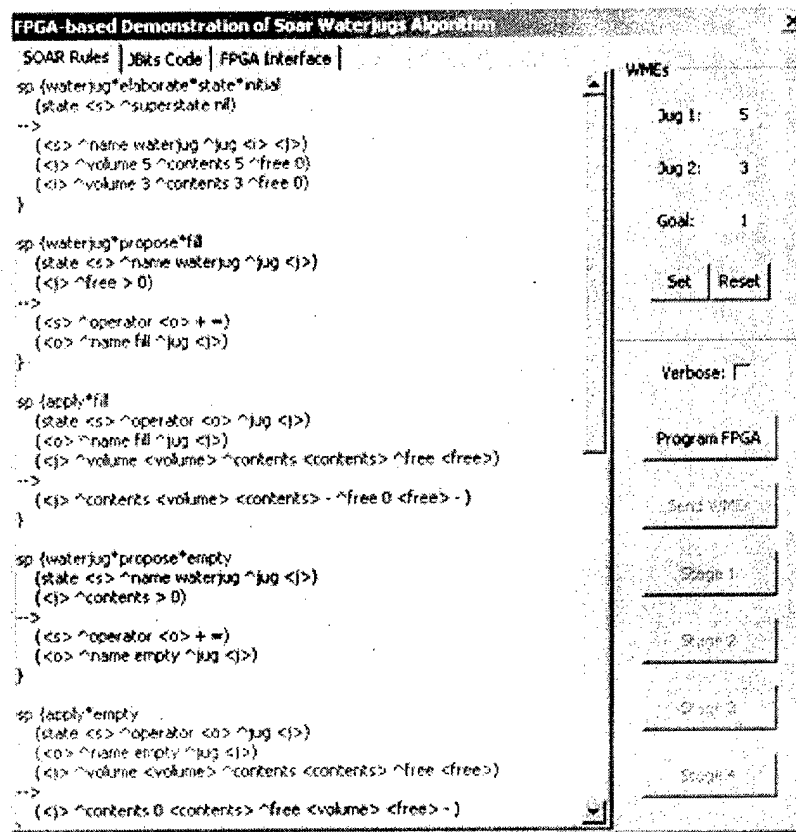 FPGA-based Demonstration of Soar Waterjugs Algorithm
SOAR Rules JBits Code FPGA Interface
sp {waterjug*elaborate*state*initial
(state <s> ^superstate nil)
-->
(<s> ^name waterjug ^jug <i> <j>)
(<j> ^volume 5 ^contents 5 ^free 0)
(<i> ^volume 3 ^contents 3 ^free 0)
}
sp {waterjug*propose*fill
(state <s> ^name waterjug ^jug <j>)
(<j> ^free > 0)
-->
(<s> ^operator <o> + =)
(<o> ^name fill ^jug <j>)
}
sp {apply*fill
(state <s> ^operator <o> ^jug <j>)
(<o> ^name fill ^jug <j>)
(<j> ^volume <volume> ^contents <contents> ^free <free>)
-->
(<j> ^contents <volume> <contents> - ^free 0 <free> - )
}
sp {waterjug*propose*empty
(state <s> ^name waterjug ^jug <j>)
(<j> ^contents > 0)
-->
(<s> ^operator <o> + =)
(<o> ^name empty ^jug <j>)
}
sp {apply*empty
(state <s> ^operator <o> ^jug <j>)
(<o> ^name empty ^jug <j>)
(<j> ^volume <volume> ^contents <contents> ^free <free>)
-->
(<j> ^contents 0 <contents> ^free <volume> <free> - )
WMEs
Jug 1: 5
Jug 2: 3
Goal: 1
Set Reset
Verbose:
Program FPGA
Send WMEs
Stage 1
Stage 2
Stage 3
Stage 4